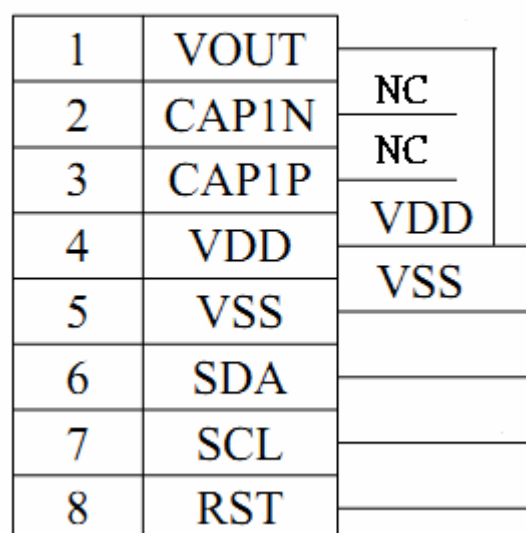 1 VOUT
NC
2 CAP1N
NC
3 CAP1P
VDD
4 VDD
VSS
5 VSS
6 SDA
7 SCL
8 RST